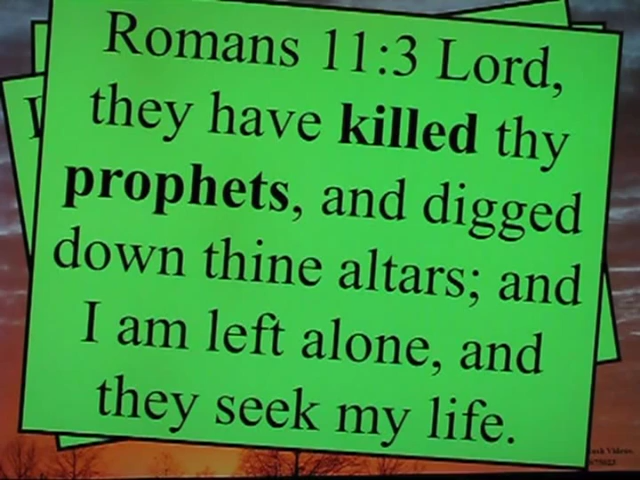 Romans 11:3 Lord,
they have killed thy
prophets, and digged
down thine altars; and
I am left alone, and
they seek my life.